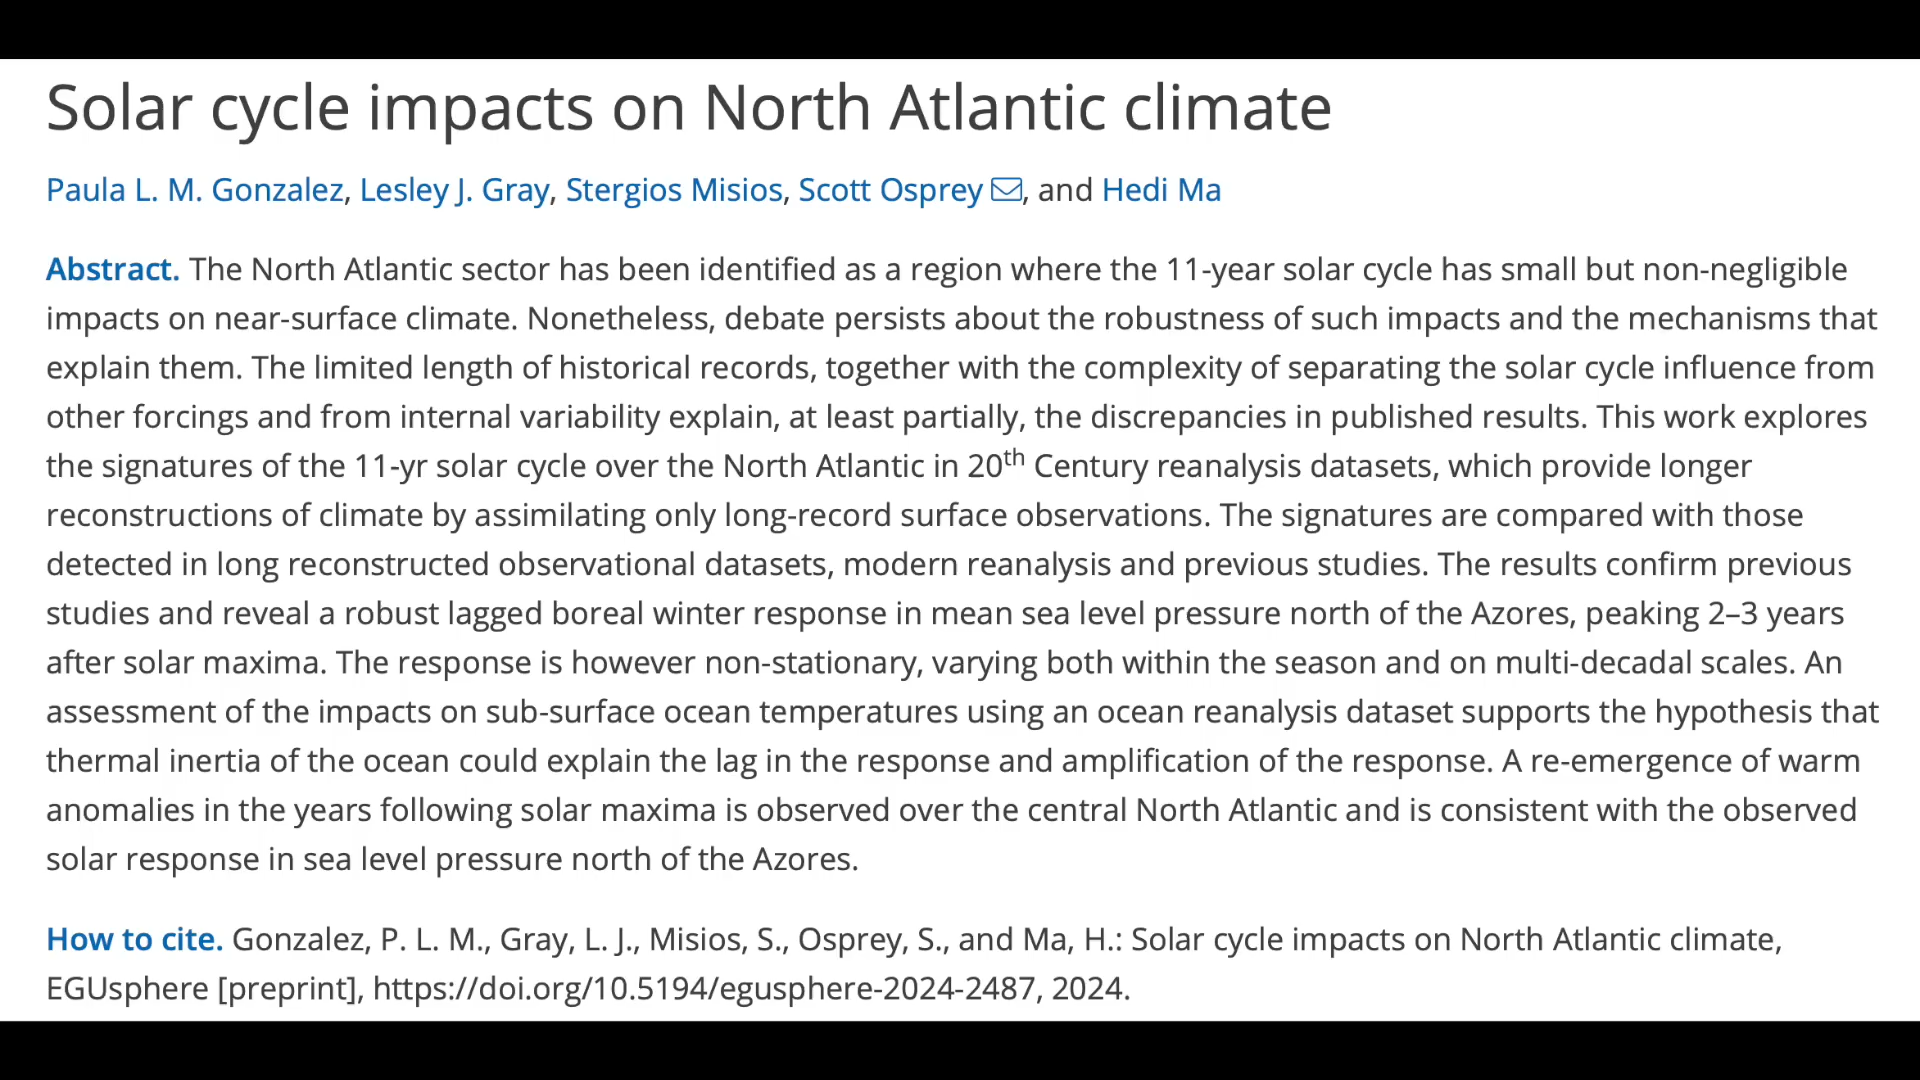 Solar cycle impacts on North Atlantic climate
Paula L. M. Gonzalez, Lesley J. Gray, Stergios Misios, Scott Osprey, and Hedi Ma
Abstract. The North Atlantic sector has been identified as a region where the 11-year solar cycle has small but non-negligible
impacts on near-surface climate. Nonetheless, debate persists about the robustness of such impacts and the mechanisms that
explain them. The limited length of historical records, together with the complexity of separating the solar cycle influence from
other forcings and from internal variability explain, at least partially, the discrepancies in published results. This work explores
the signatures of the 11-yr solar cycle over the North Atlantic in 20th Century reanalysis datasets, which provide longer
reconstructions of climate by assimilating only long-record surface observations. The signatures are compared with those
detected in long reconstructed observational datasets, modern reanalysis and previous studies. The results confirm previous
studies and reveal a robust lagged boreal winter response in mean sea level pressure north of the Azores, peaking 2–3 years
after solar maxima. The response is however non-stationary, varying both within the season and on multi-decadal scales. An
assessment of the impacts on sub-surface ocean temperatures using an ocean reanalysis dataset supports the hypothesis that
thermal inertia of the ocean could explain the lag in the response and amplification of the response. A re-emergence of warm
anomalies in the years following solar maxima is observed over the central North Atlantic and is consistent with the observed
solar response in sea level pressure north of the Azores.
How to cite. Gonzalez, P. L. M., Gray, L. J., Misios, S., Osprey, S., and Ma, H.: Solar cycle impacts on North Atlantic climate,
EGUsphere [preprint], https://doi.org/10.5194/egusphere-2024-2487, 2024.